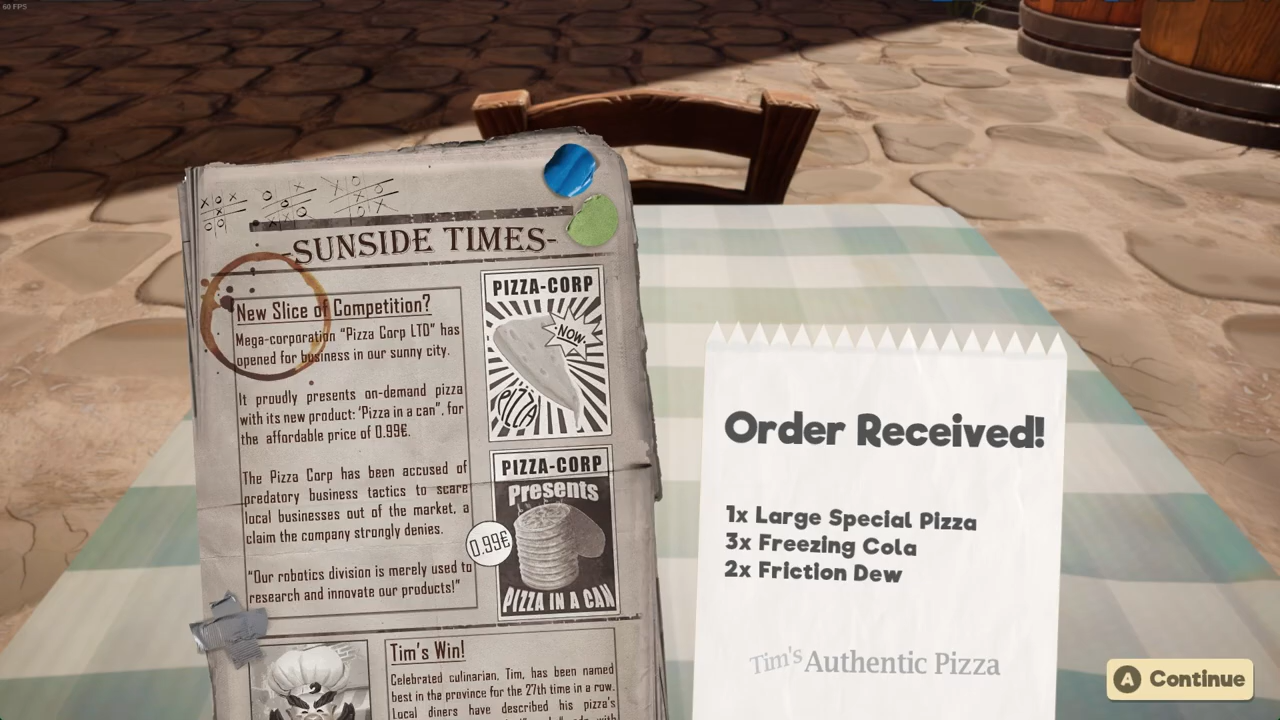 60 FPS
-SUNSIDE TIMES-
New Slice of Competition?
Mega-corporation “Pizza Corp LTD” has
opened for business in our sunny city.
It proudly presents on-demand pizza
with its new product: ‘Pizza in a can”, for
the affordable price of 0.99€.
The Pizza Corp has been accused of
predatory business tactics to scare
local businesses out of the market, a
claim the company strongly denies.
“Our robotics division is merely used to
research and innovate our products!”
PIZZA-CORP
NOW
PIZZA
PIZZA-CORP
Presents
0.99€
PIZZA IN A CAN
Tim's Win!
Celebrated culinarian, Tim, has been named
best in the province for the 27th time in a row.
Local diners have described his pizza's
with
Order Received!
1x Large Special Pizza
3x Freezing Cola
2x Friction Dew
Tim's Authentic Pizza
A Continue